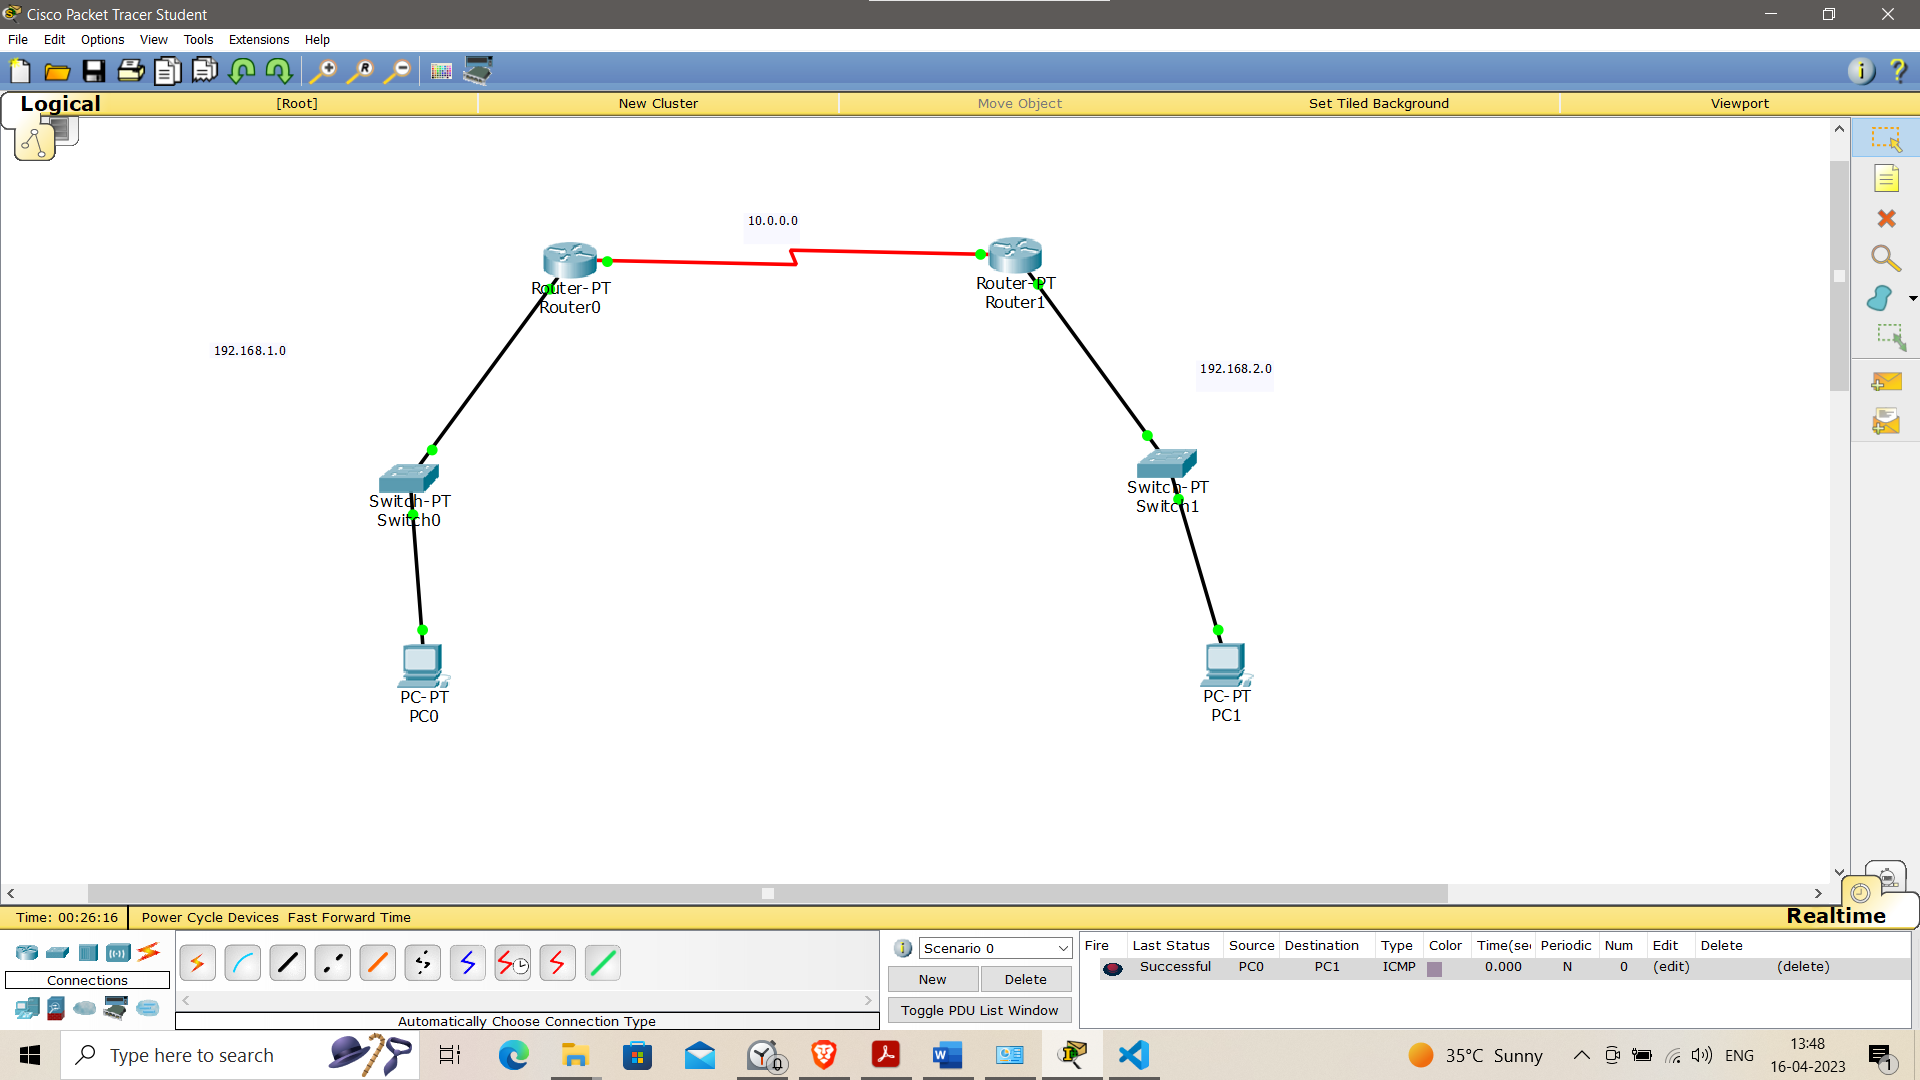 Cisco Packet Tracer Student
File Edit Options View Tools Extensions Help
Logical [Root] New Cluster Move Object Set Tiled Background Viewport
10.0.0.0
Router-PT
Router0
Router-PT
Router1
192.168.1.0
192.168.2.0
Switch-PT
Switch0
Switch-PT
Switch1
PC-PT
PC0
PC-PT
PC1
Time: 00:26:16 Power Cycle Devices Fast Forward Time
Realtime
Connections
Automatically Choose Connection Type
Scenario 0
New Delete
Toggle PDU List Window
Fire Last Status Source Destination Type Color Time(sec Periodic Num Edit Delete
Successful PC0 PC1 ICMP 0.000 N 0 (edit) (delete)
Type here to search
35°C Sunny
ENG
13:48
16-04-2023
1